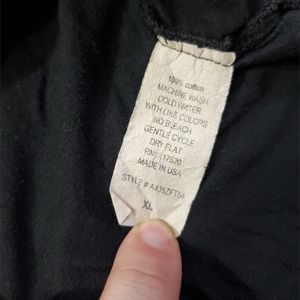 100% cotton
MACHINE WASH
COLD WATER
WITH LIKE COLORS
NO BLEACH
GENTLE CYCLE
DRY FLAT
MADE IN USA
STYLE #
XL